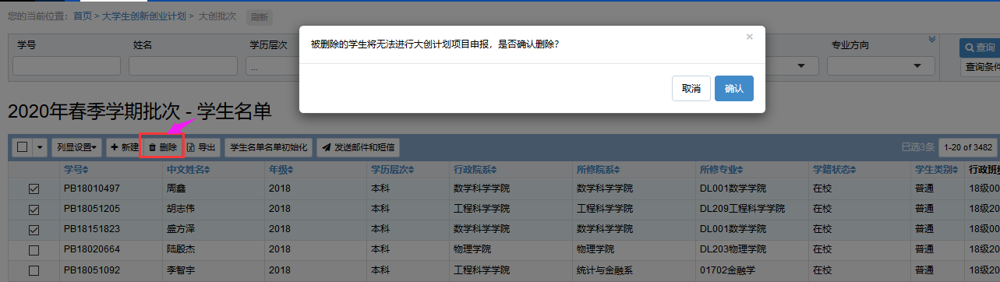 您的当前位置：首页 > 大学生创新创业计划 > 大创批次 刷新
被删除的学生将无法进行大创计划项目申报，是否确认删除？ ×
取消 确认
学号 姓名 学历层次 专业方向
... 查询
查询条件
2020年春季学期批次 - 学生名单
列显设置 新建 删除 导出 学生名单名单初始化 发送邮件和短信 已选3条 1-20 of 3482
学号 中文姓名 年级 学历层次 行政院系 所修院系 所修专业 学籍状态 学生类别 行政班级
PB18010497 周鑫 2018 本科 数学科学学院 数学科学学院 DL001数学学院 在校 普通 18级00
PB18051205 胡志伟 2018 本科 工程科学学院 工程科学学院 DL209工程科学学院 在校 普通 18级20
PB18151823 盛方泽 2018 本科 数学科学学院 数学科学学院 DL001数学学院 在校 普通 18级00
PB18020664 陆殷杰 2018 本科 物理学院 物理学院 DL203物理学院 在校 普通 18级20
PB18051092 李智宇 2018 本科 工程科学学院 统计与金融系 01702金融学 在校 普通 18级20